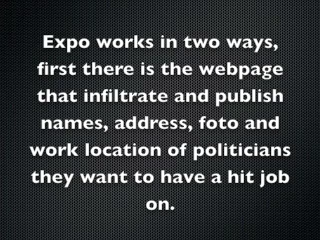 Expo works in two ways,
first there is the webpage
that infiltrate and publish
names, address, foto and
work location of politicians
they want to have a hit job
on.